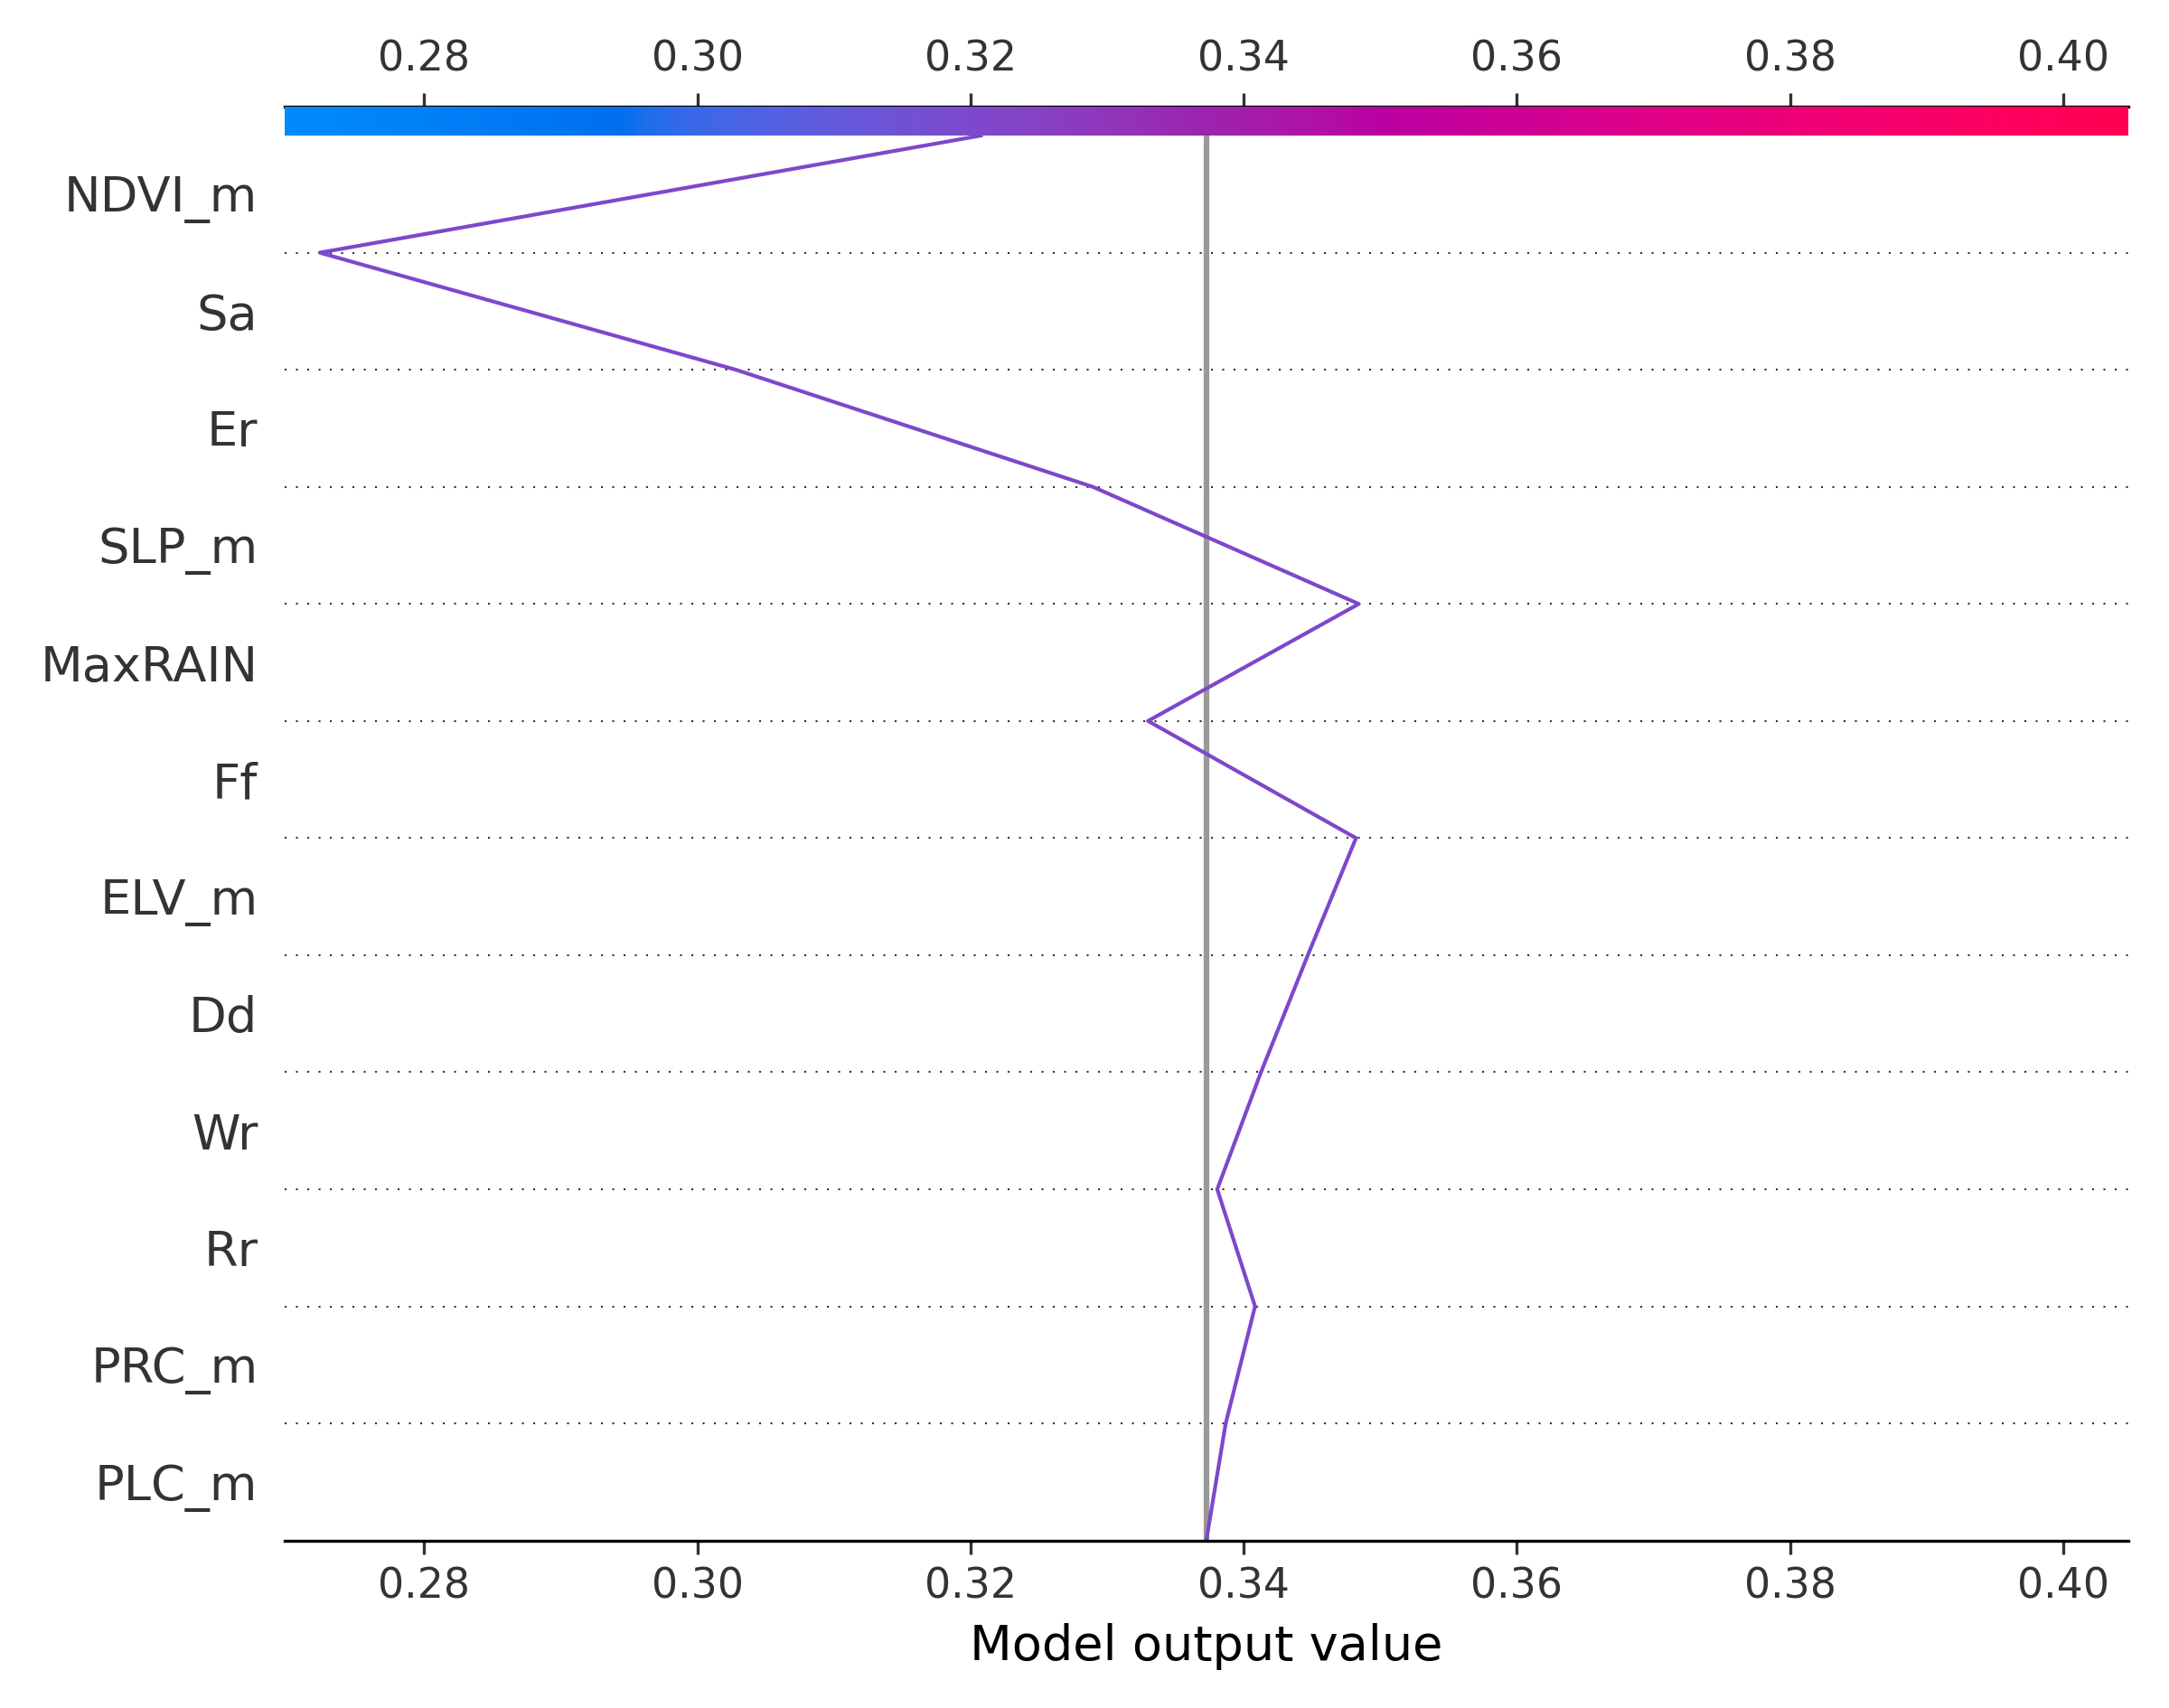 0.28 0.30 0.32 0.34 0.36 0.38 0.40
NDVI_m
Sa
Er
SLP_m
MaxRAIN
Ff
ELV_m
Dd
Wr
Rr
PRC_m
PLC_m
0.28 0.30 0.32 0.34 0.36 0.38 0.40
Model output value